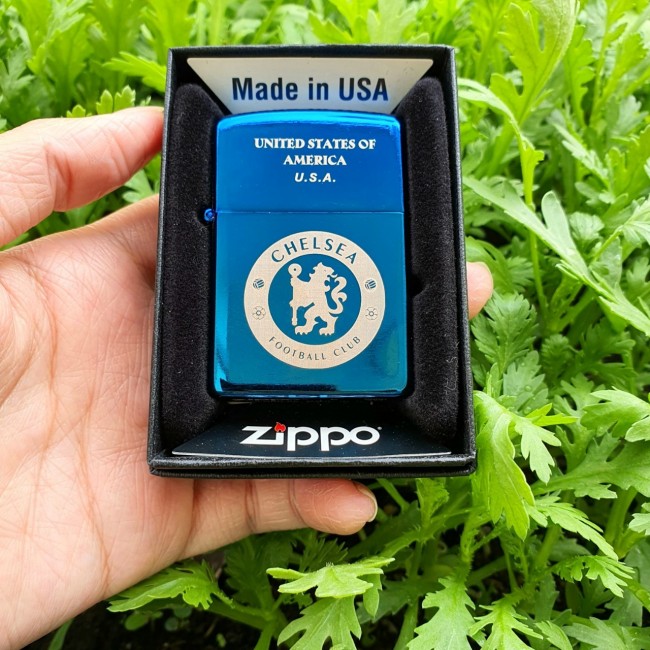 Made in USA
UNITED STATES OF
AMERICA
U.S.A.
CHELSEA
FOOTBALL CLUB
zippo